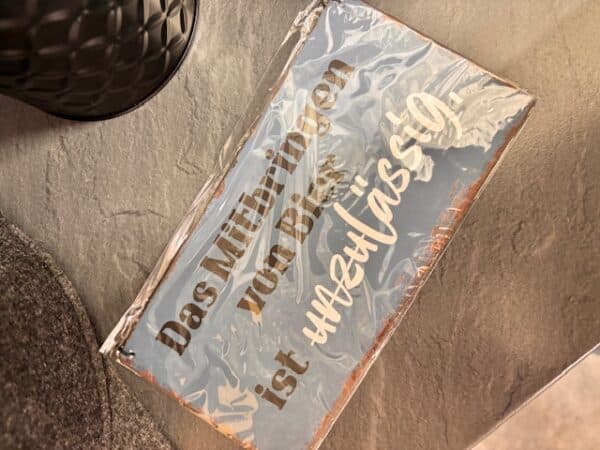 Das Mitbringen
von Bier
ist unzulässig.